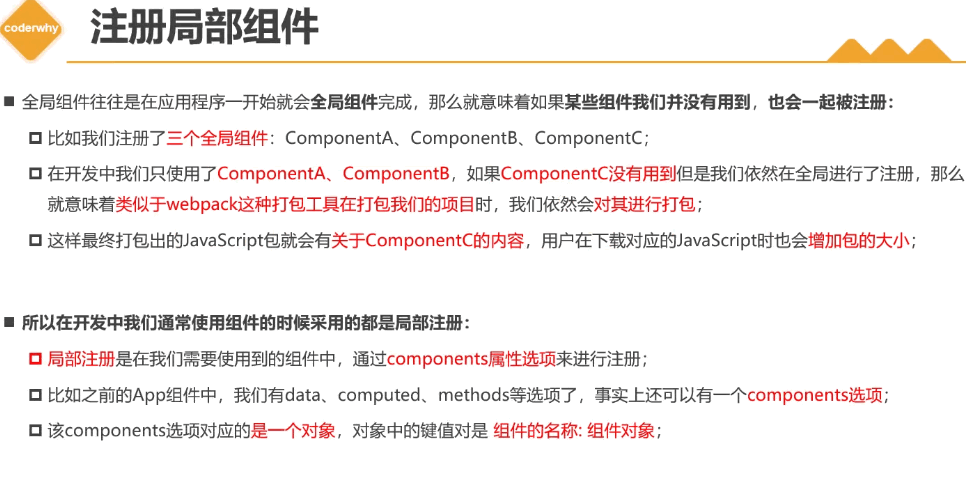 coderwhy
注册局部组件
全局组件往往是在应用程序一开始就会全局组件完成，那么就意味着如果某些组件我们并没有用到，也会一起被注册：
比如我们注册了三个全局组件：ComponentA、ComponentB、ComponentC；
在开发中我们只使用了ComponentA、ComponentB，如果ComponentC没有用到但是我们依然在全局进行了注册，那么
就意味着类似于webpack这种打包工具在打包我们的项目时，我们依然会对其进行打包；
这样最终打包出的JavaScript包就会有关于ComponentC的内容，用户在下载对应的JavaScript时也会增加包的大小；
所以在开发中我们通常使用组件的时候采用的都是局部注册：
局部注册是在我们需要使用到的组件中，通过components属性选项来进行注册；
比如之前的App组件中，我们有data、computed、methods等选项了，事实上还可以有一个components选项；
该components选项对应的是一个对象，对象中的键值对是 组件的名称: 组件对象；